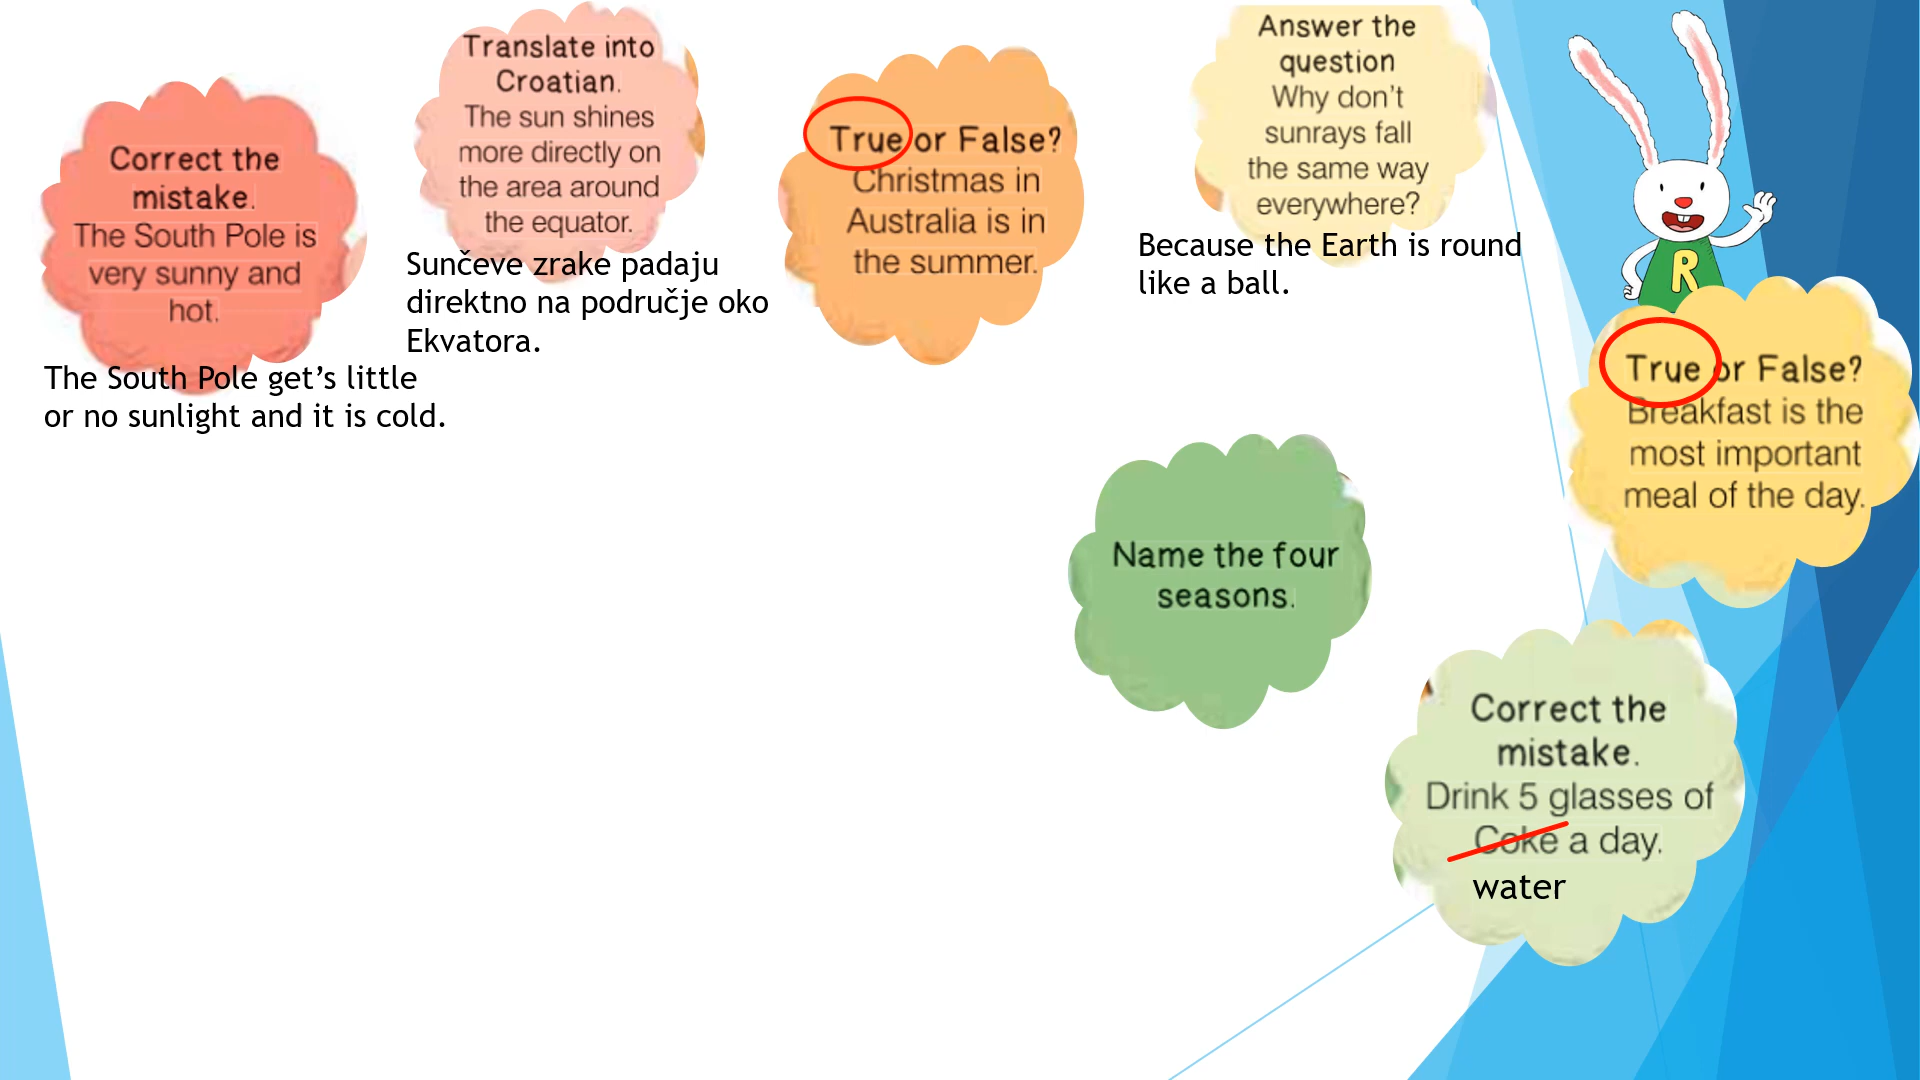 Correct the
mistake.
The South Pole is
very sunny and
hot.
The South Pole get’s little
or no sunlight and it is cold.
Translate into
Croatian.
The sun shines
more directly on
the area around
the equator.
Sunčeve zrake padaju
direktno na područje oko
Ekvatora.
True or False?
Christmas in
Australia is in
the summer.
Answer the
question
Why don’t
sunrays fall
the same way
everywhere?
Because the Earth is round
like a ball.
R
True or False?
Breakfast is the
most important
meal of the day.
Correct the
mistake.
Drink 5 glasses of
Coke a day.
water
Name the four
seasons.